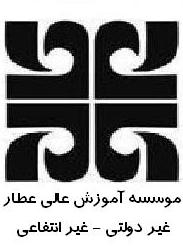 موسسه آموزش عالی عطار
غیر دولتی - غیر انتفاعی